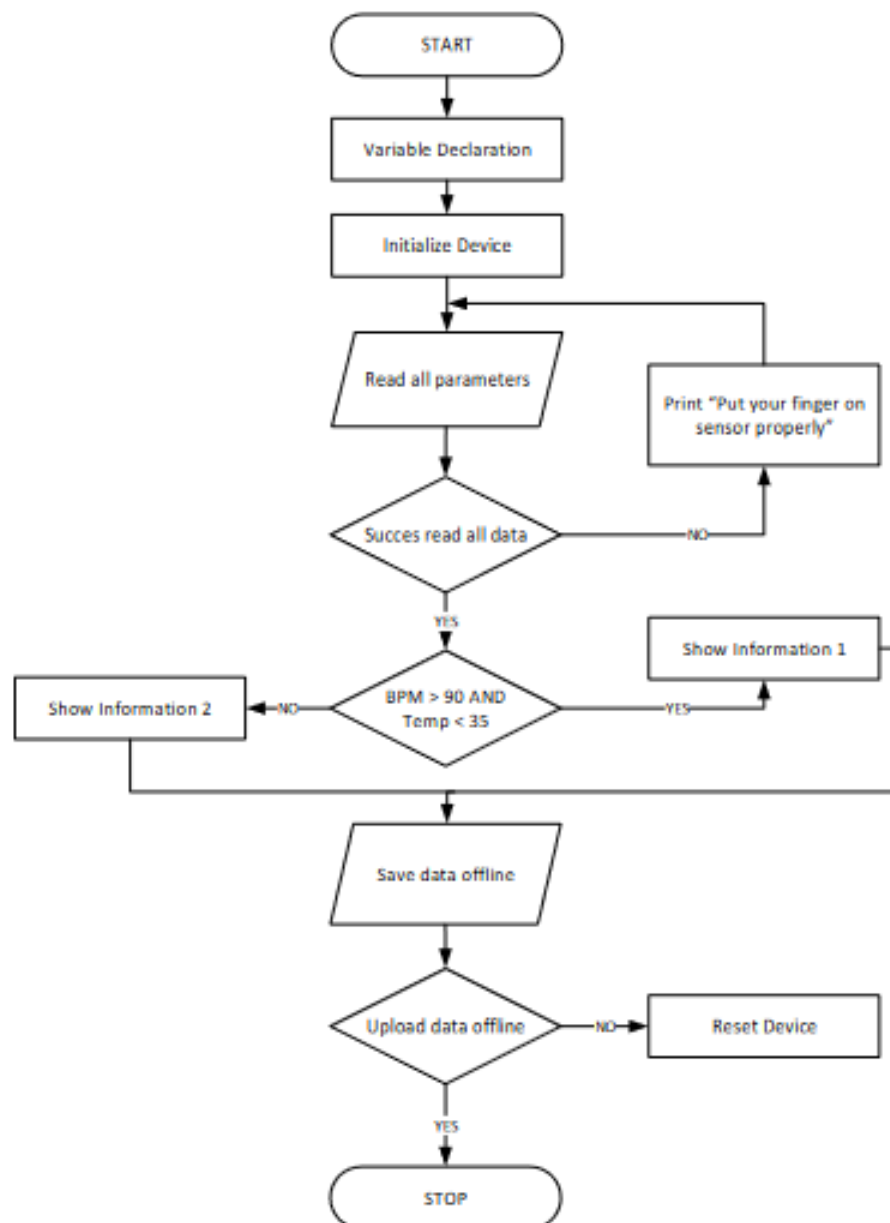 START
Variable Declaration
Initialize Device
Read all parameters
Print “Put your finger on
sensor properly”
Succes read all data
NO
YES
Show Information 1
BPM > 90 AND
Temp < 35
Show Information 2
NO
YES
Save data offline
Upload data offline
NO
Reset Device
YES
STOP